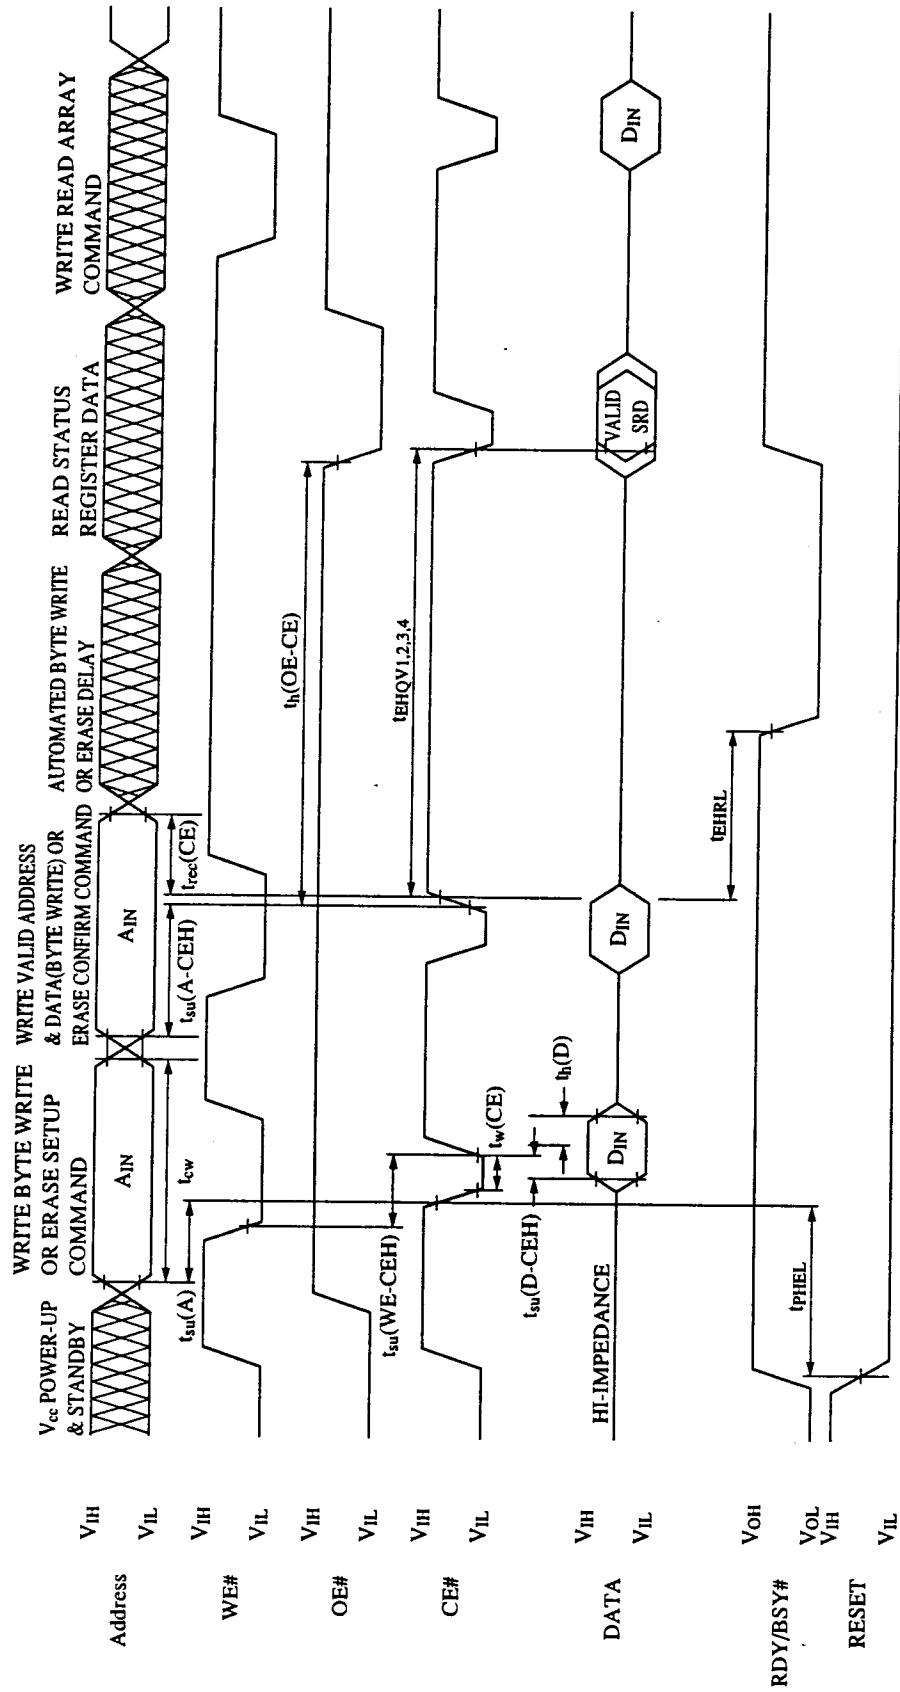 Vcc POWER-UP
& STANDBY
WRITE BYTE WRITE
OR ERASE SETUP
COMMAND
WRITE VALID ADDRESS
& DATA(BYTE WRITE) OR
ERASE CONFIRM COMMAND
AUTOMATED BYTE WRITE
OR ERASE DELAY
READ STATUS
REGISTER DATA
WRITE READ ARRAY
COMMAND
Address
VIH
VIL
AIN
AIN
tsu(A)
tcw
tsu(A-CEH)
trec(CE)
WE#
VIH
VIL
OE#
VIH
VIL
th(OE-CE)
tsu(WE-CEH)
CE#
VIH
VIL
tEHQV1,2,3,4
tw(CE)
tsu(D-CEH)
th(D)
DATA
VIH
VIL
HI-IMPEDANCE
DIN
DIN
VALID
SRD
DIN
tEHRL
RDY/BSY#
VOH
VOL
tPHEL
RESET
VIH
VIL